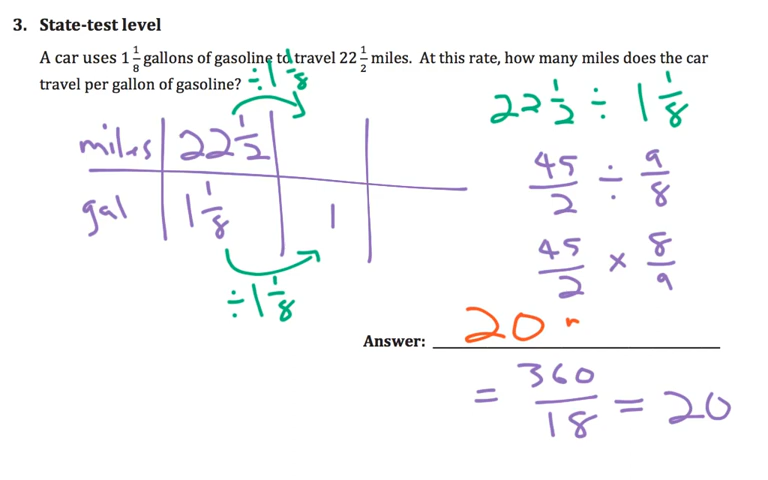 3. State-test level
A car uses 1 1/8 gallons of gasoline to travel 22 1/2 miles. At this rate, how many miles does the car
travel per gallon of gasoline?
÷ 1 1/8
22 1/2 ÷ 1 1/8
miles 22 1/2
45/2 ÷ 9/8
gal 1 1/8 1
45/2 × 8/9
÷ 1 1/8
Answer: 20
= 360/18 = 20